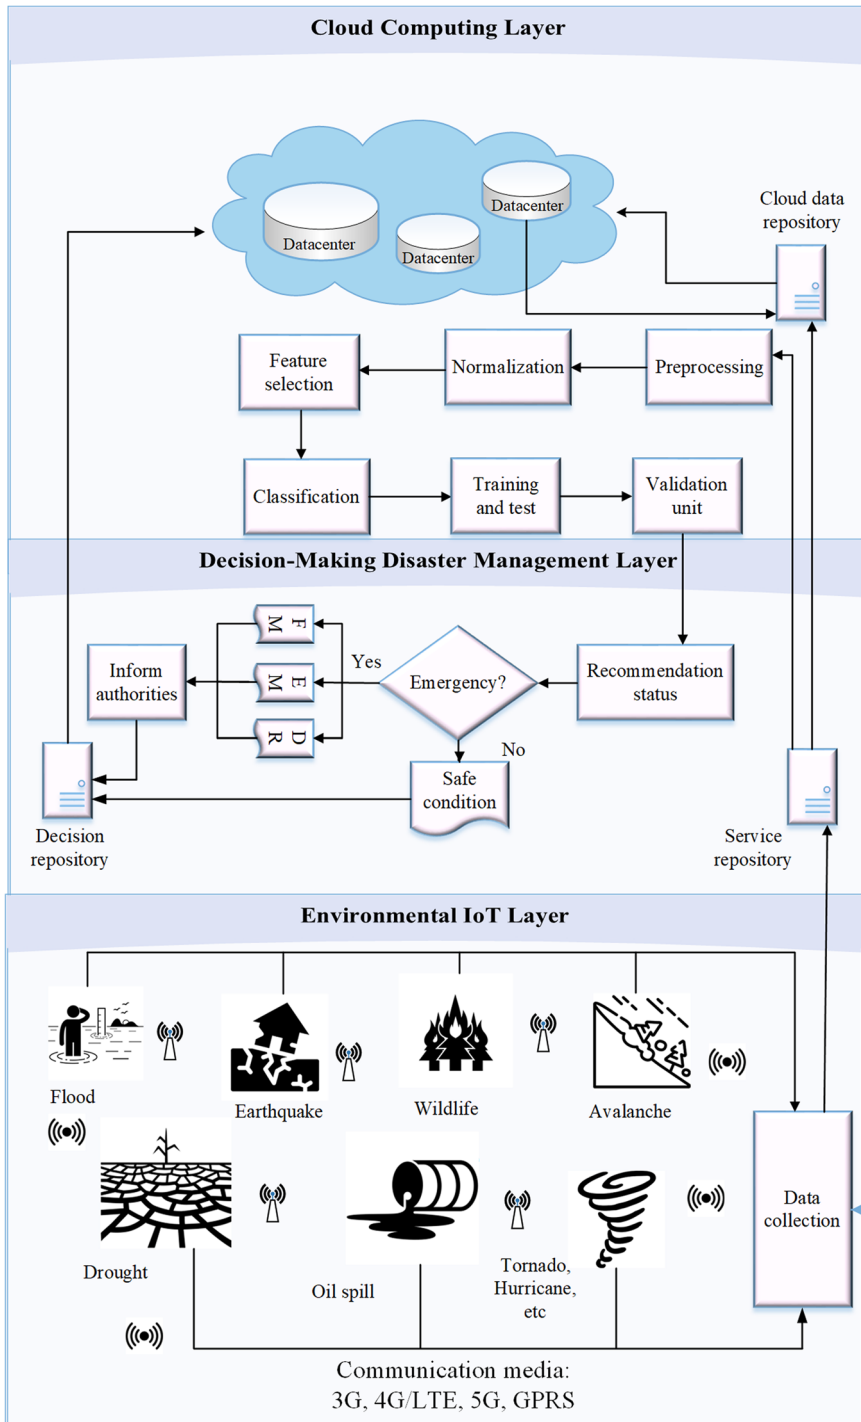 Cloud Computing Layer
Cloud data
repository
Datacenter
Datacenter
Datacenter
Feature
selection
Normalization
Preprocessing
Classification
Training
and test
Validation
unit
Decision-Making Disaster Management Layer
F
M
Inform
authorities
Yes
E
M
Emergency?
Recommendation
status
D
R
No
Safe
condition
Decision
repository
Service
repository
Environmental IoT Layer
Flood
Earthquake
Wildlife
Avalanche
Data
collection
Drought
Oil spill
Tornado,
Hurricane,
etc
Communication media:
3G, 4G/LTE, 5G, GPRS